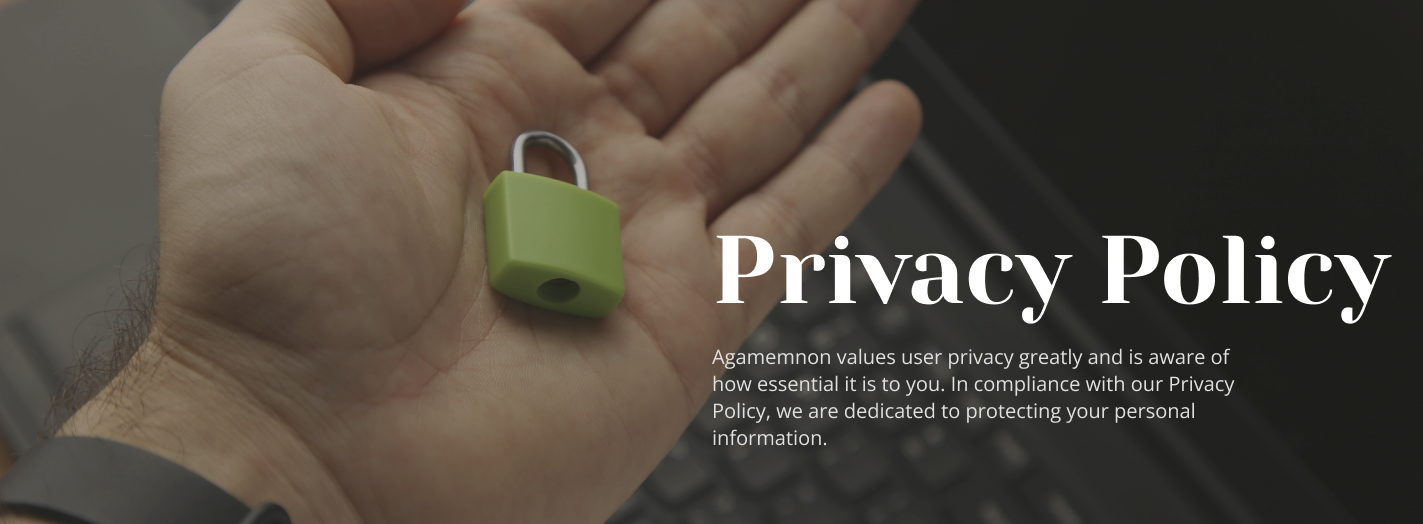 Privacy Policy
Agamemnon values user privacy greatly and is aware of
how essential it is to you. In compliance with our Privacy
Policy, we are dedicated to protecting your personal
information.